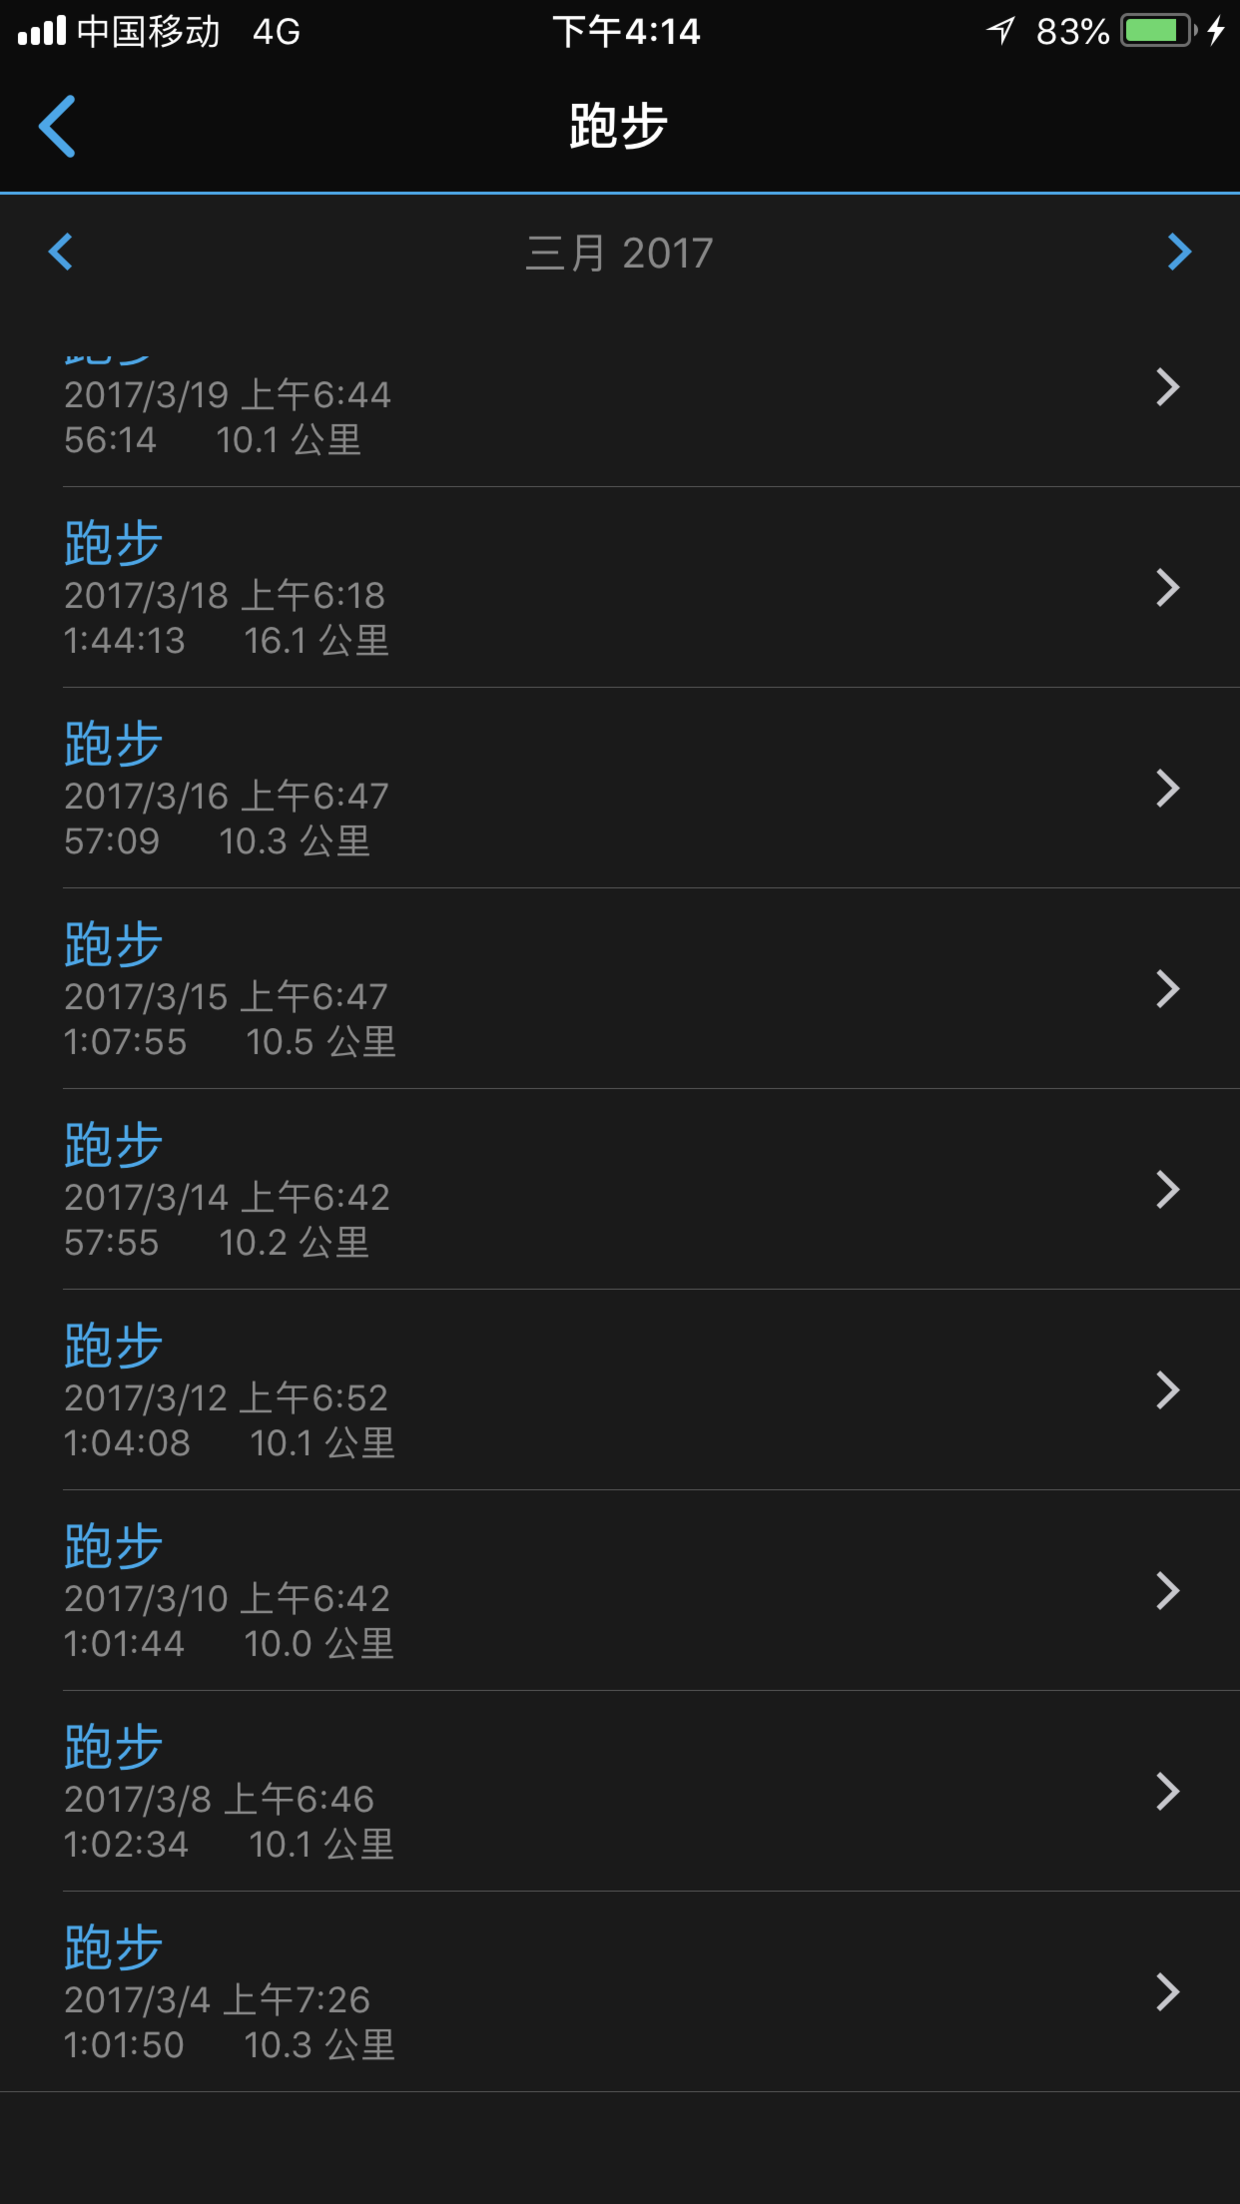 中国移动 4G 下午4:14 83%
跑步
三月 2017
跑步
2017/3/19 上午6:44
56:14 10.1 公里
跑步
2017/3/18 上午6:18
1:44:13 16.1 公里
跑步
2017/3/16 上午6:47
57:09 10.3 公里
跑步
2017/3/15 上午6:47
1:07:55 10.5 公里
跑步
2017/3/14 上午6:42
57:55 10.2 公里
跑步
2017/3/12 上午6:52
1:04:08 10.1 公里
跑步
2017/3/10 上午6:42
1:01:44 10.0 公里
跑步
2017/3/8 上午6:46
1:02:34 10.1 公里
跑步
2017/3/4 上午7:26
1:01:50 10.3 公里